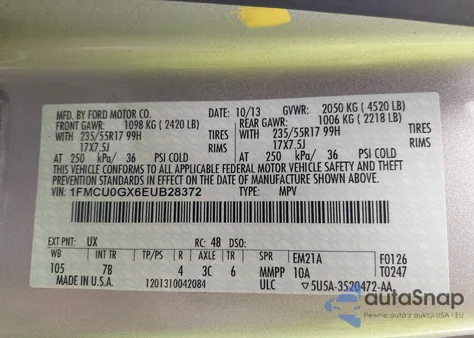 MFD. BY FORD MOTOR CO. 10/13 GVWR: 2050 KG (4520 LB)
FRONT GAWR: 1098 KG (2420 LB) REAR GAWR: 1006 KG (2218 LB)
WITH 235/55R17 99H TIRES WITH 235/55R17 99H TIRES
17X7.5J RIMS 17X7.5J RIMS
AT 250 kPa/ 36 PSI COLD AT 250 kPa/ 36 PSI COLD
THIS VEHICLE CONFORMS TO ALL APPLICABLE FEDERAL MOTOR VEHICLE SAFETY AND THEFT
PREVENTION STANDARDS IN EFFECT ON THE DATE OF MANUFACTURE SHOWN ABOVE.
VIN: 1FMCU0GX6EUB28372 TYPE: MPV
EXT PNT: UX RC: 48 DSO:
WB INT TR TP/PS R AXLE TR SPR EM21A F0126
105 7B 4 3C 6 MMPP 10A T0247
MADE IN U.S.A. 1201310042084 ULC 5U5A-3520472-AA
autoSnap
Pewne auta z aukcji USA i EU